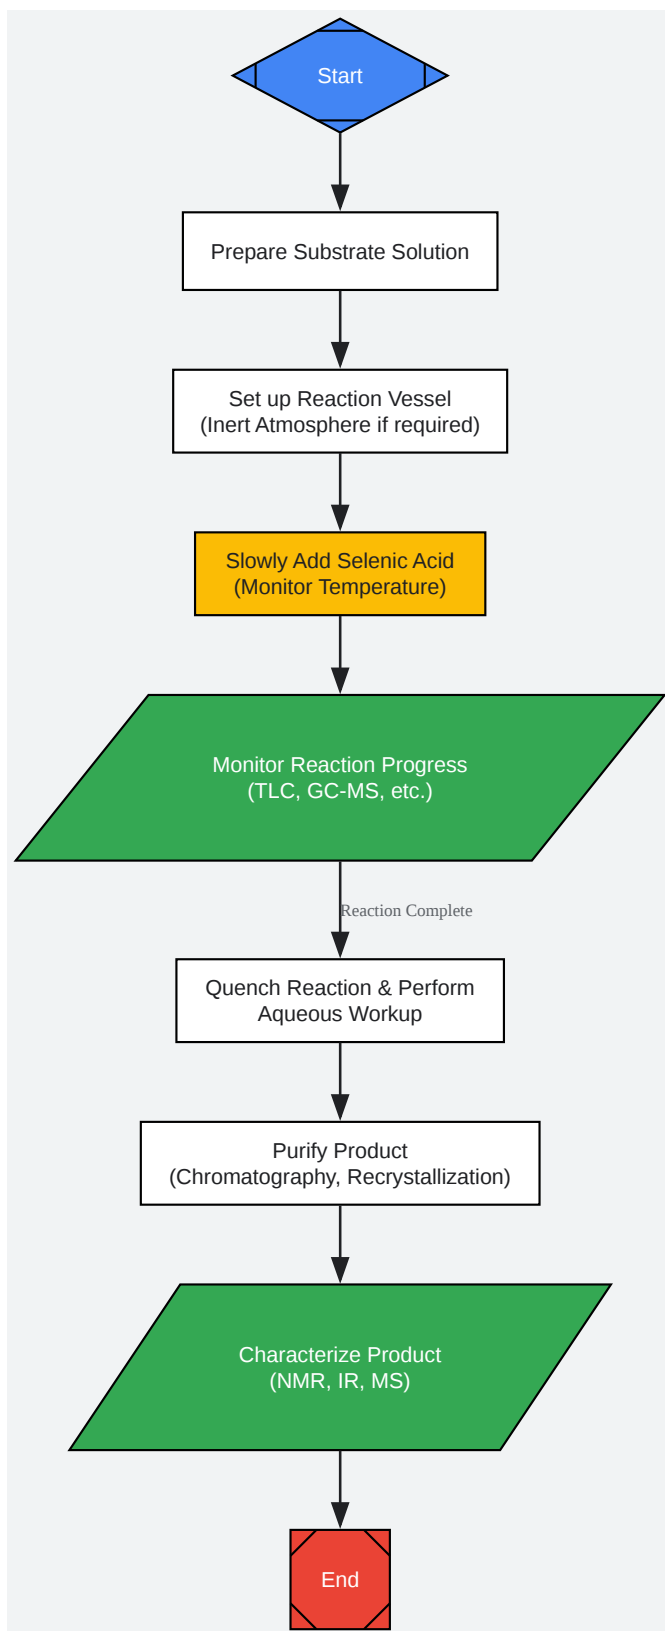 Start
Prepare Substrate Solution
Set up Reaction Vessel
(Inert Atmosphere if required)
Slowly Add Selenic Acid
(Monitor Temperature)
Monitor Reaction Progress
(TLC, GC-MS, etc.)
Reaction Complete
Quench Reaction & Perform
Aqueous Workup
Purify Product
(Chromatography, Recrystallization)
Characterize Product
(NMR, IR, MS)
End